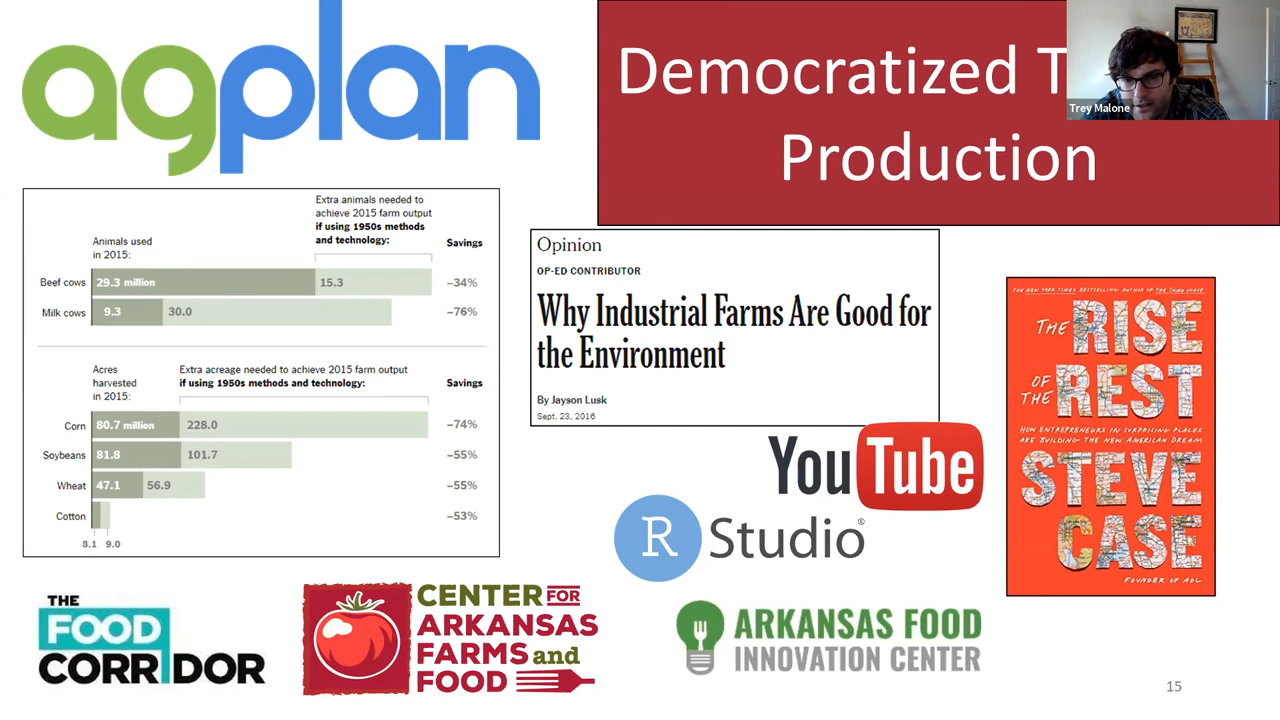 agplan
Democratized T
Production
Trey Malone
Extra animals needed to
achieve 2015 farm output
if using 1950s methods
and technology:
Animals used
in 2015:
Savings
Beef cows 29.3 million 15.3 –34%
Milk cows 9.3 30.0 –76%
Acres
harvested
in 2015:
Extra acreage needed to achieve 2015 farm output
if using 1950s methods and technology:
Savings
Corn 80.7 million 228.0 –74%
Soybeans 81.8 101.7 –55%
Wheat 47.1 56.9 –55%
Cotton –53%
8.1 9.0
Opinion
OP-ED CONTRIBUTOR
Why Industrial Farms Are Good for
the Environment
By Jayson Lusk
Sept. 23, 2016
YouTube
R Studio®
THE NEW YORK TIMES BESTSELLING AUTHOR OF THE THIRD WAVE
THE RISE
OF THE REST
HOW ENTREPRENEURS IN SURPRISING PLACES
ARE BUILDING THE NEW AMERICAN DREAM
STEVE
CASE
FOUNDER OF AOL
THE
FOOD
CORRIDOR
CENTER FOR
ARKANSAS
FARMS and
FOOD
ARKANSAS FOOD
INNOVATION CENTER
15